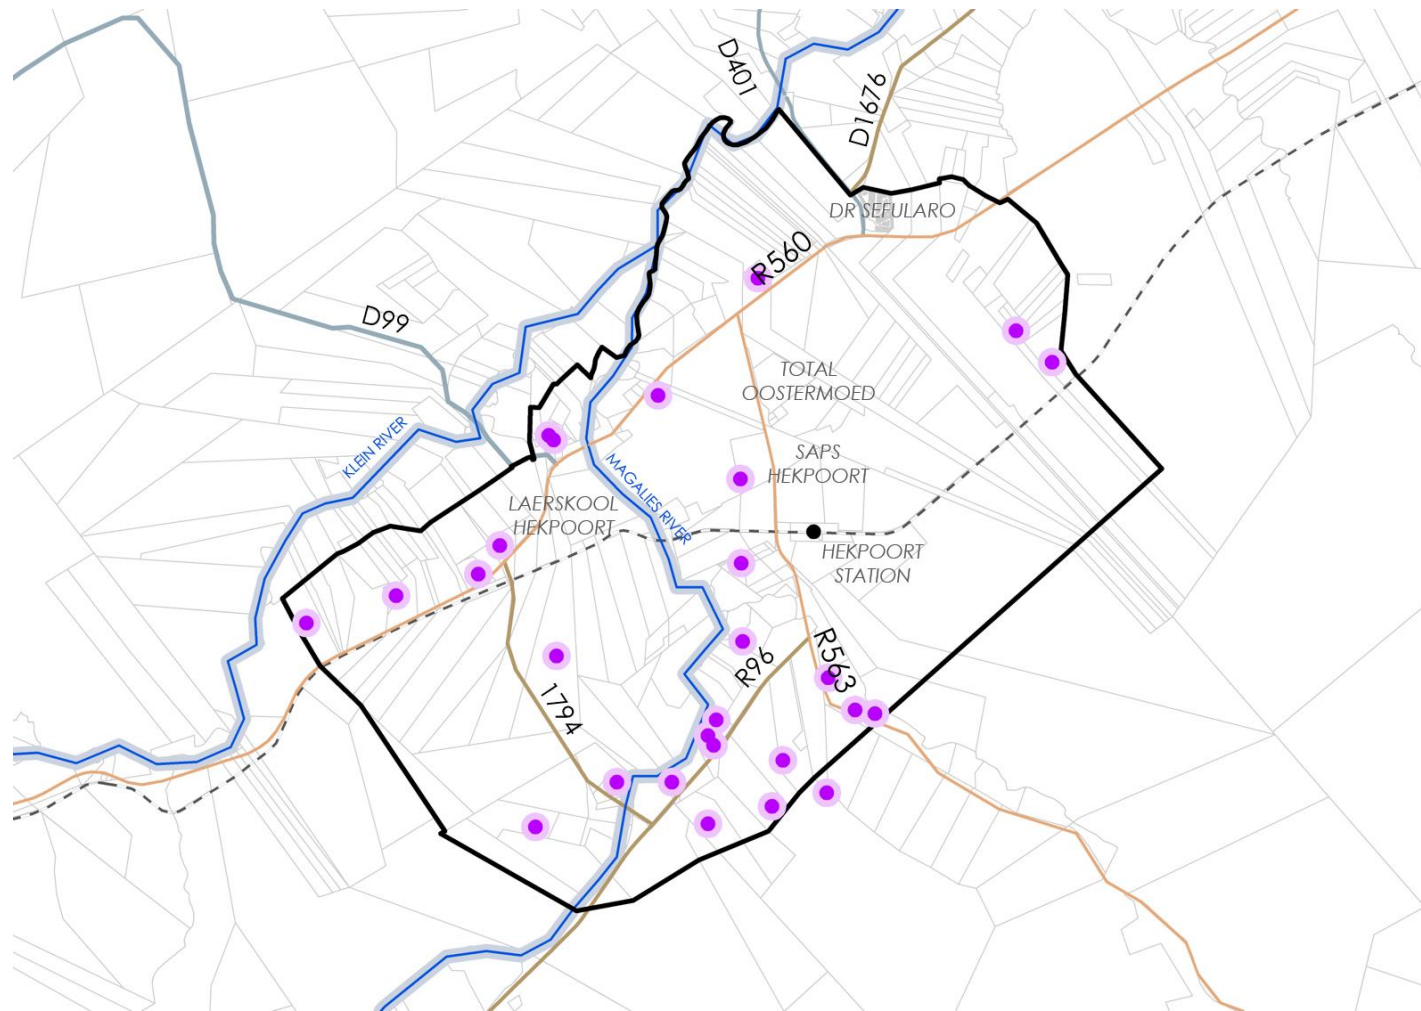 D401
D1676
DR SEFULARO
R560
D99
TOTAL
OOSTERMOED
KLEIN RIVER
SAPS
HEKPOORT
MAGALIES RIVER
LAERSKOOL
HEKPOORT
HEKPOORT
STATION
R563
R96
1794